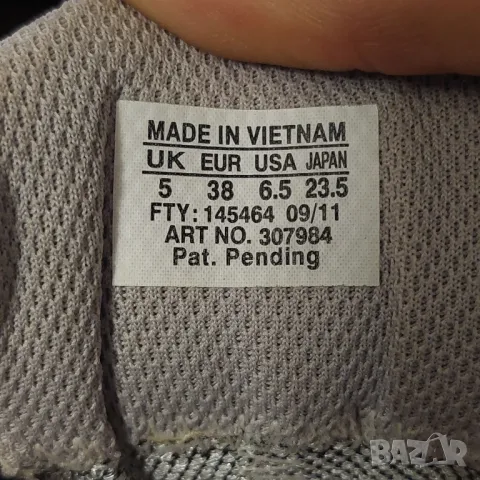 MADE IN VIETNAM
UK EUR USA JAPAN
5 38 6.5 23.5
FTY: 145464 09/11
ART NO. 307984
Pat. Pending
BAZAR